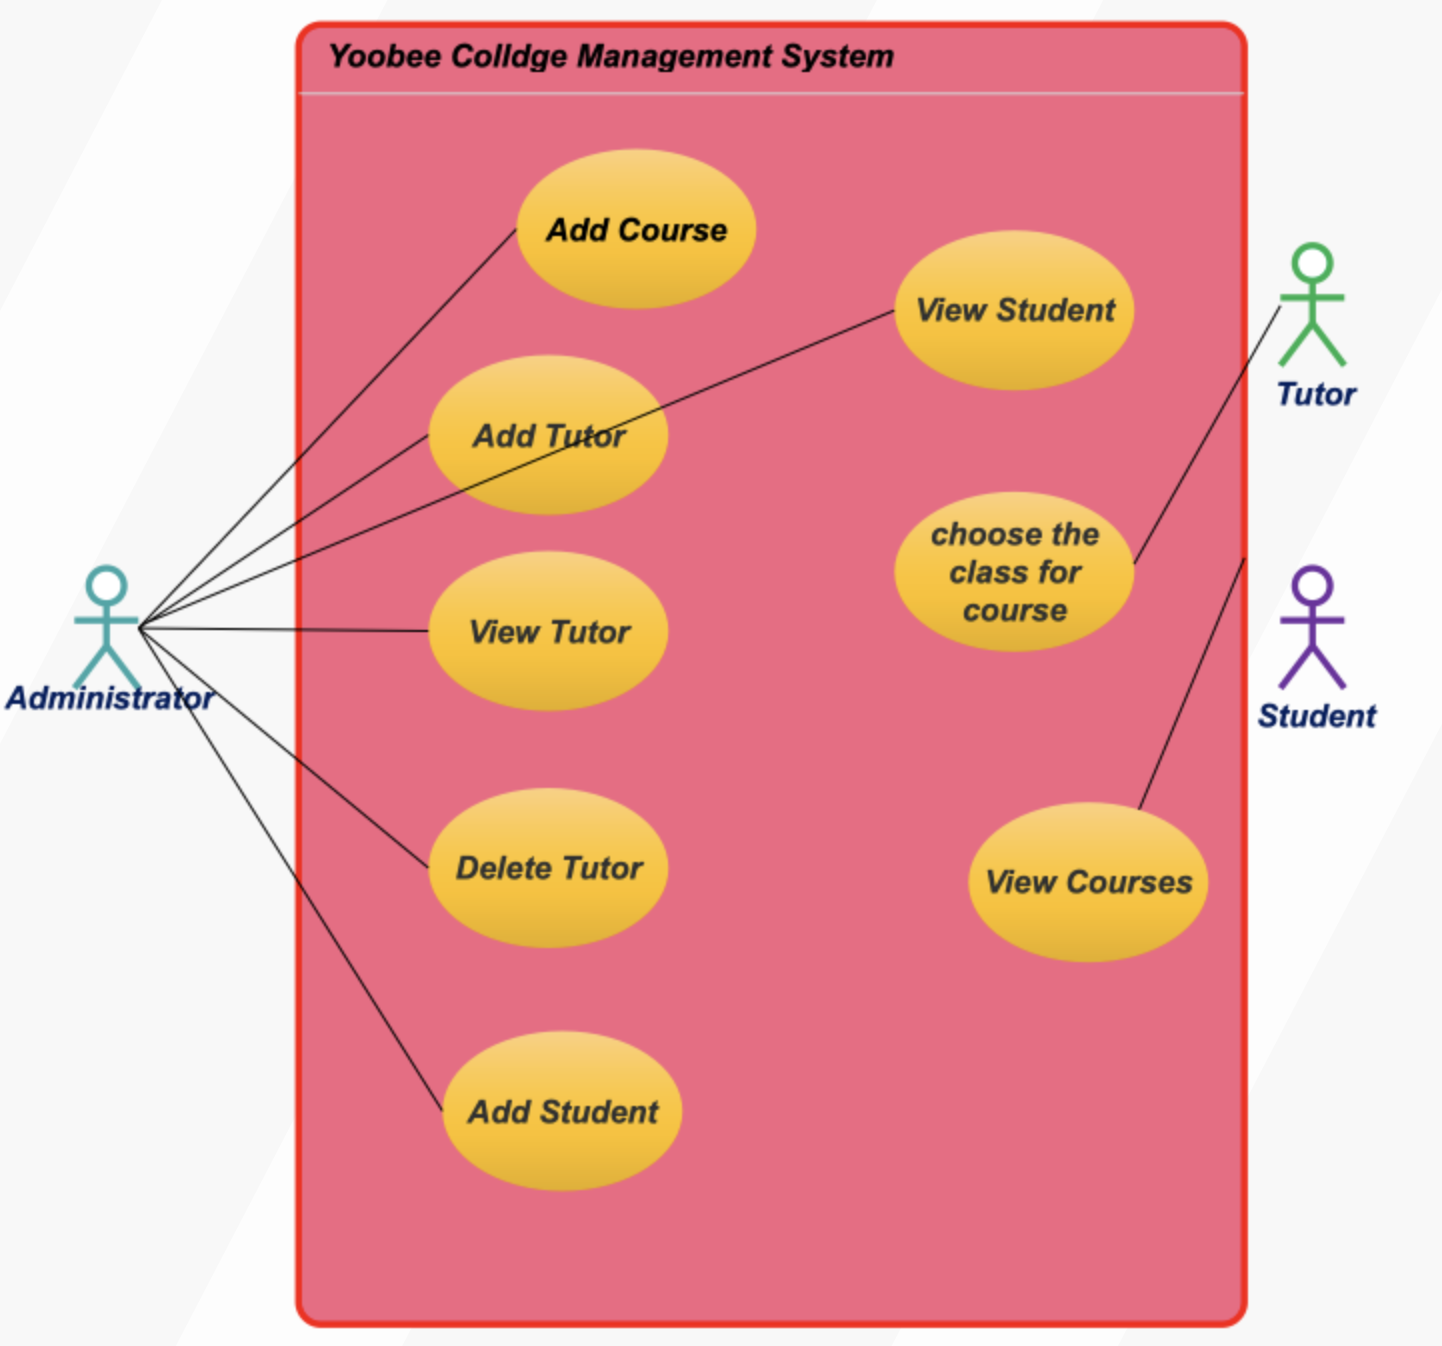 Yoobee Colldge Management System
Add Course
View Student
Tutor
Add Tutor
choose the
class for
course
View Tutor
Administrator
Student
Delete Tutor
View Courses
Add Student